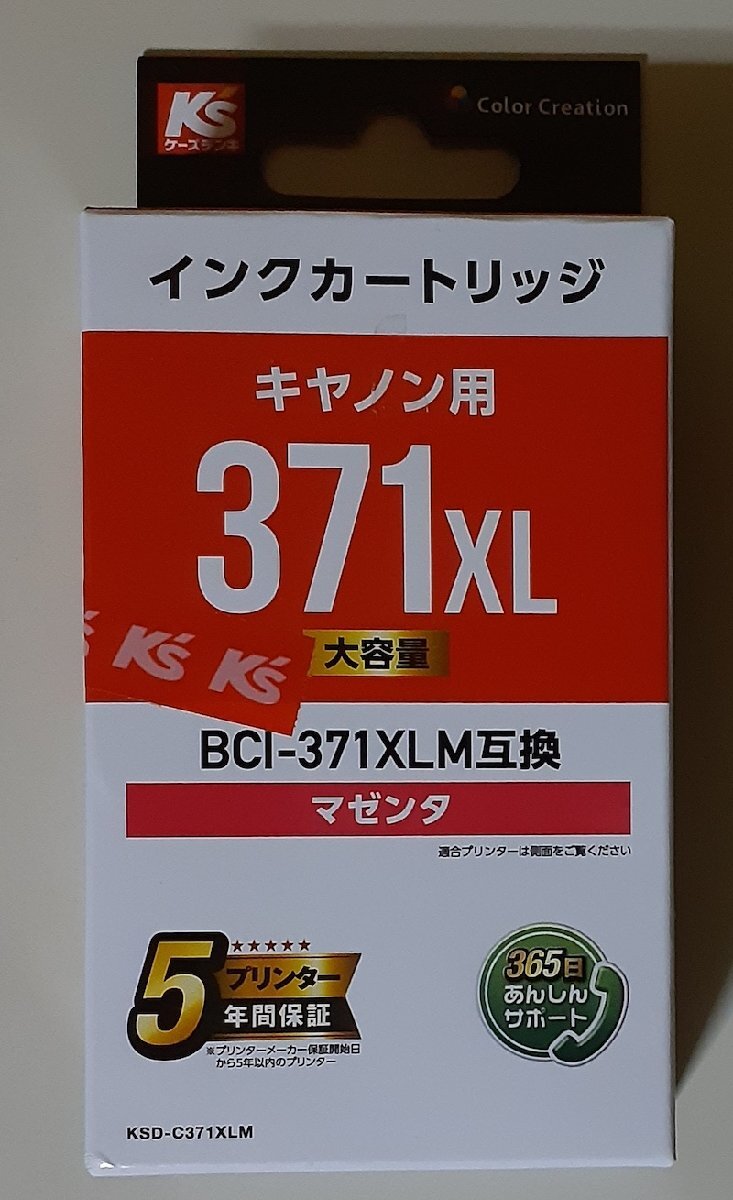 K's
ケーズデンキ
Color Creation
インクカートリッジ
キヤノン用
371XL
K's K's
大容量
BCI-371XLM互換
マゼンタ
適合プリンターは側面をご覧ください
5
プリンター
年間保証
※プリンターメーカー保証開始日
から5年以内のプリンター
365日
あんしん
サポート
KSD-C371XLM